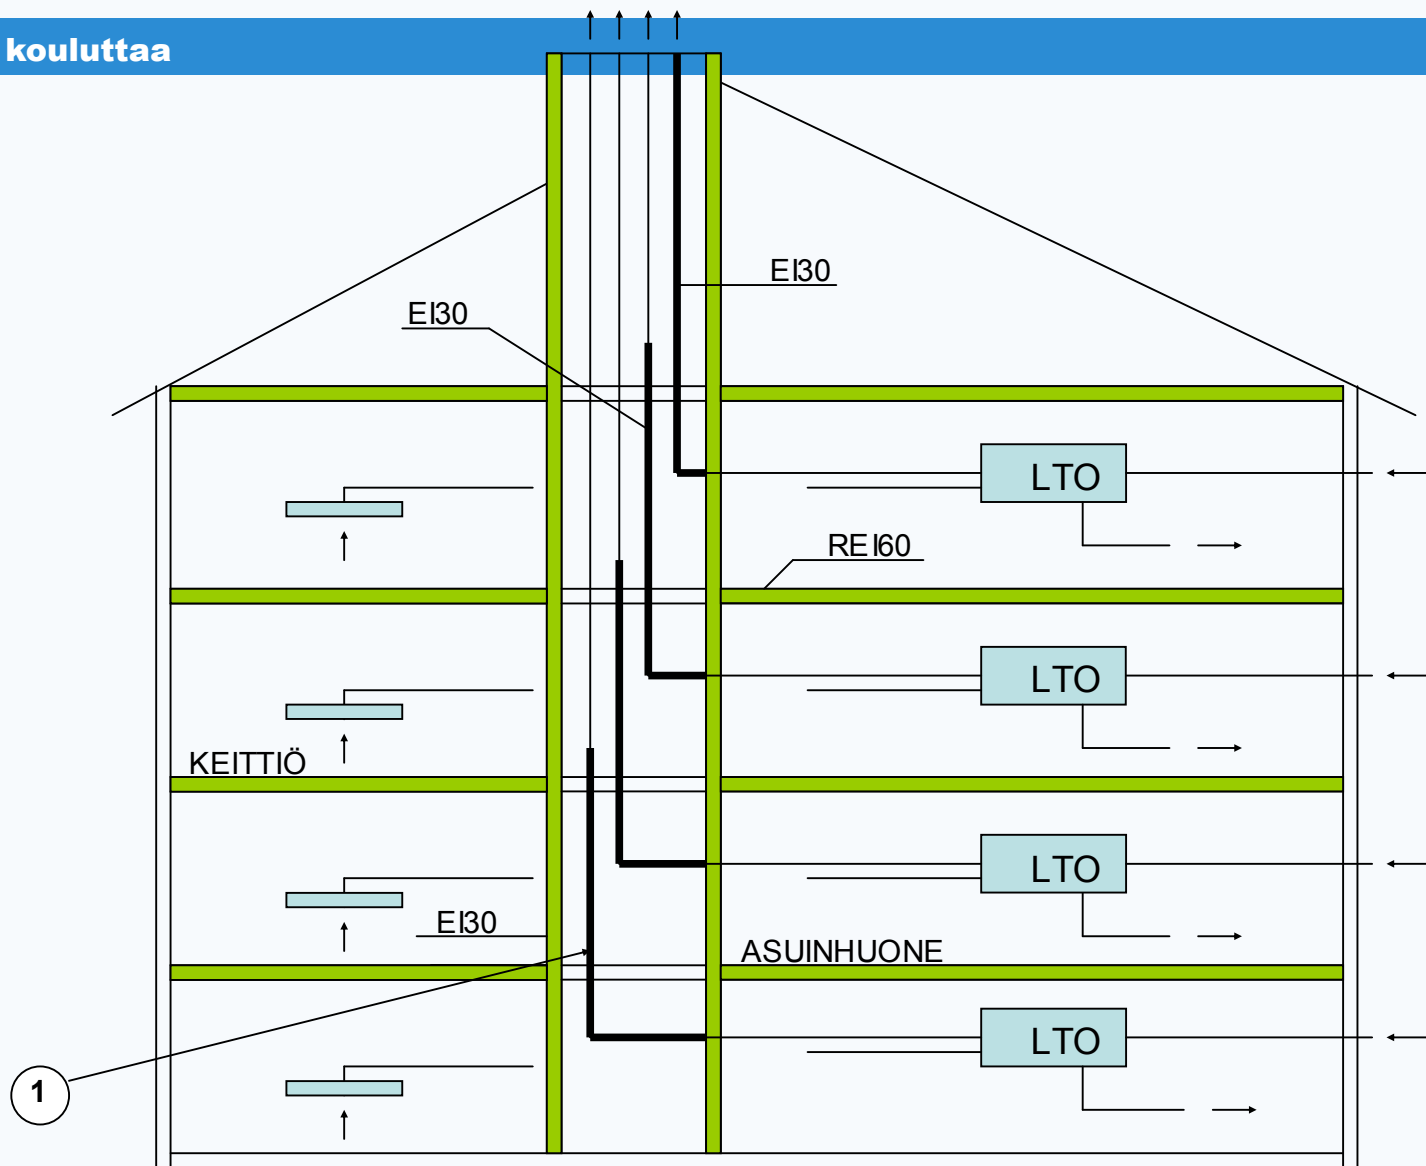 kouluttaa
EI30
EI30
LTO
REI60
LTO
KEITTIÖ
LTO
EI30
ASUINHUONE
LTO
1